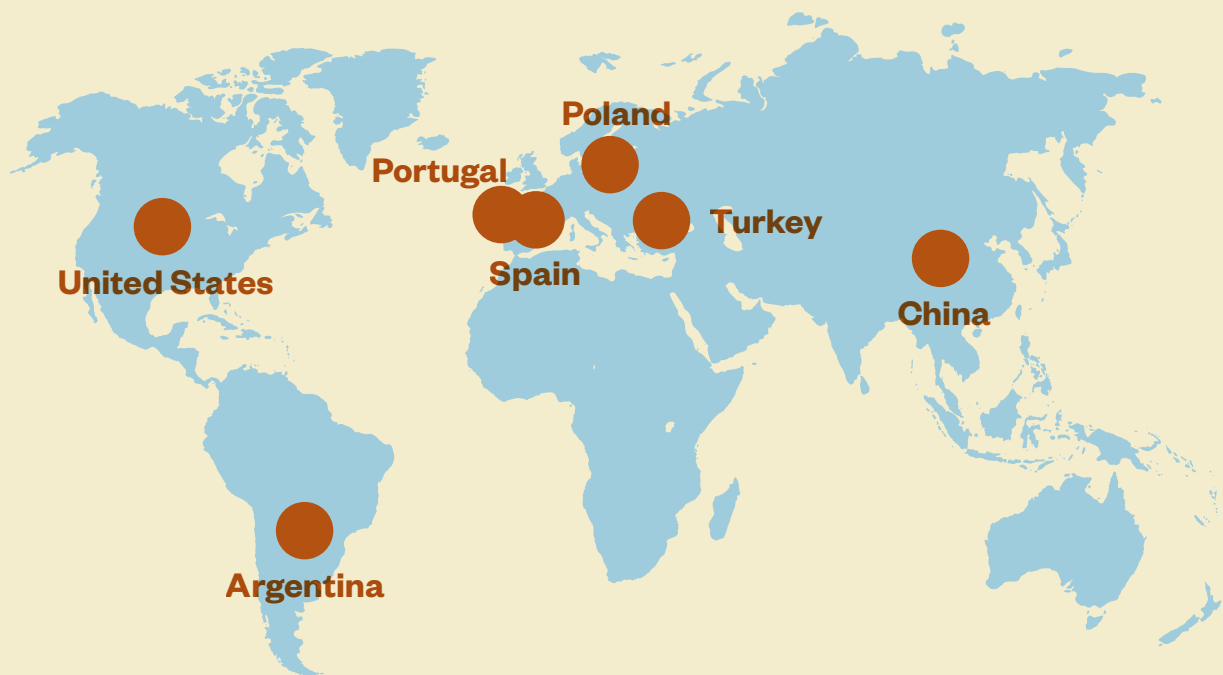 Poland
Portugal
Turkey
Spain
United States
China
Argentina